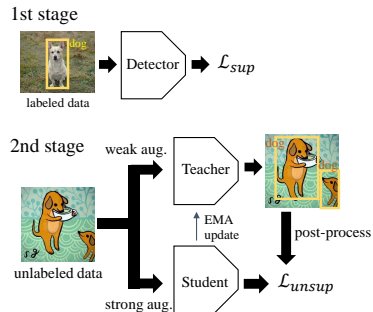 1st stage
dog
Detector
ℒ_sup
labeled data
2nd stage
weak aug.
Teacher
dog
dog
EMA
update
post-process
unlabeled data
Student
ℒ_unsup
strong aug.